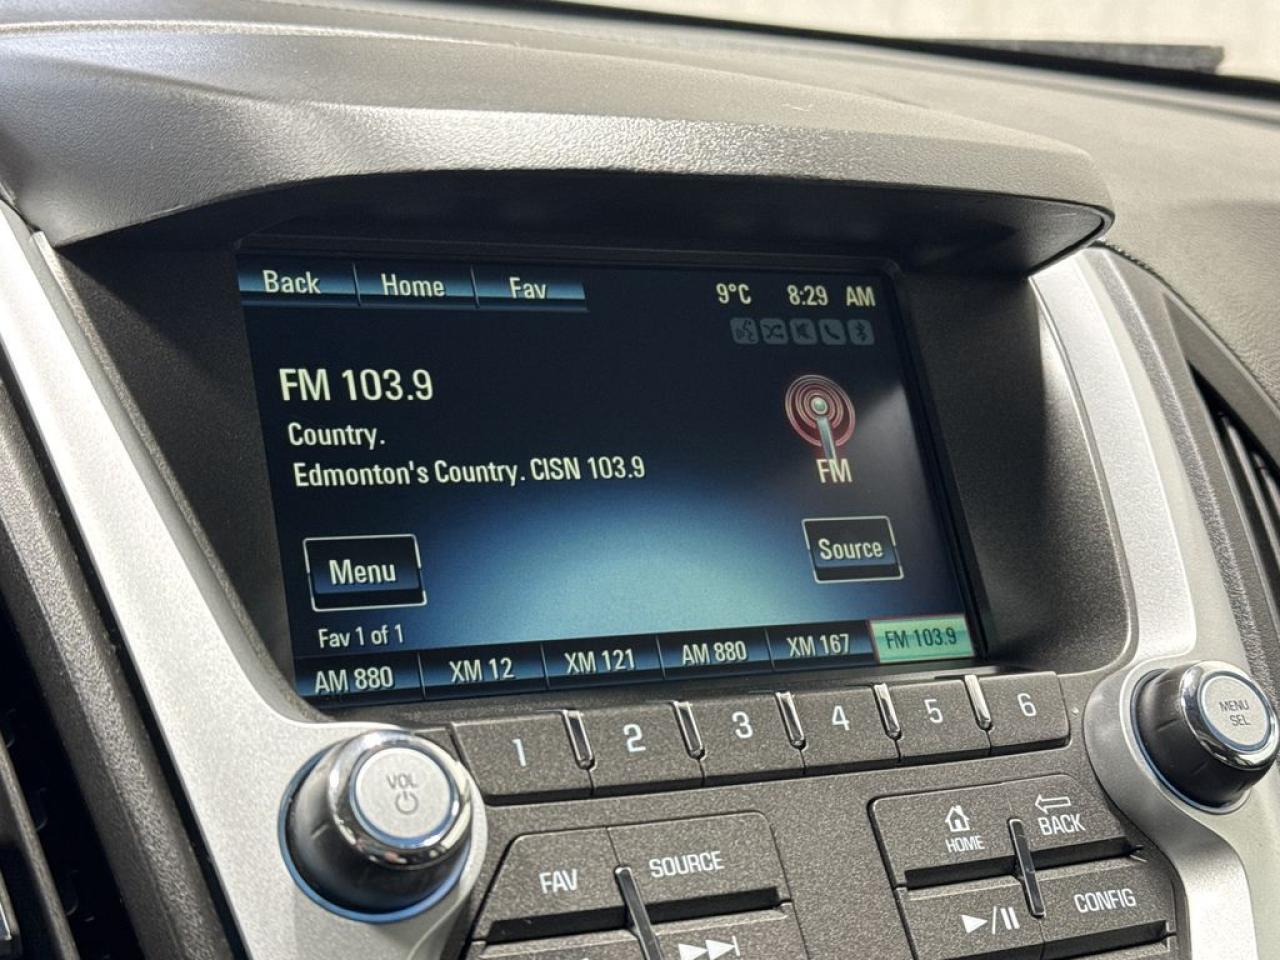 Back Home Fav 9°C 8:29 AM
FM 103.9
Country.
Edmonton's Country. CISN 103.9
FM
Menu
Source
Fav 1 of 1
AM 880 XM 12 XM 121 AM 880 XM 167 FM 103.9
1 2 3 4 5 6
VOL
MENU
SEL
FAV SOURCE
HOME
BACK
CONFIG